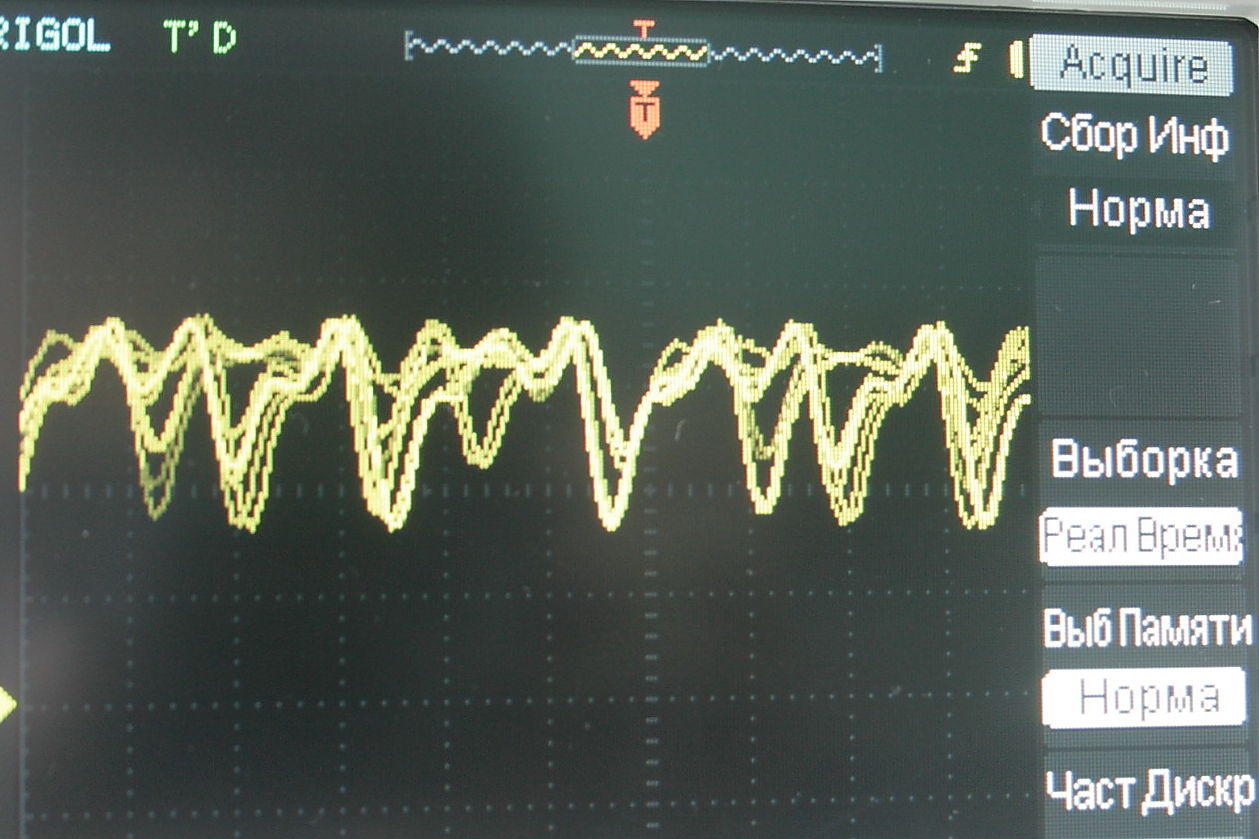 RIGOL T'D T
T
Acquire
Сбор Инф
Норма
Выборка
Реал Врем
Выб Памяти
Норма
Част Дискр